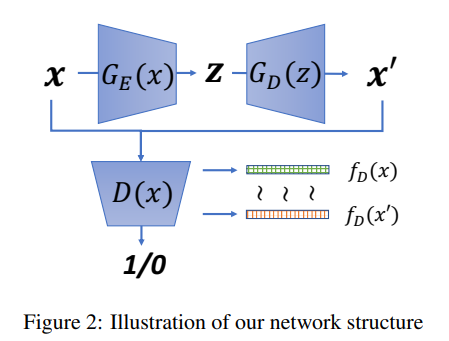 x G_E(x) z G_D(z) x′
D(x) f_D(x)
~ ~ ~
f_D(x′)
1/0
Figure 2: Illustration of our network structure